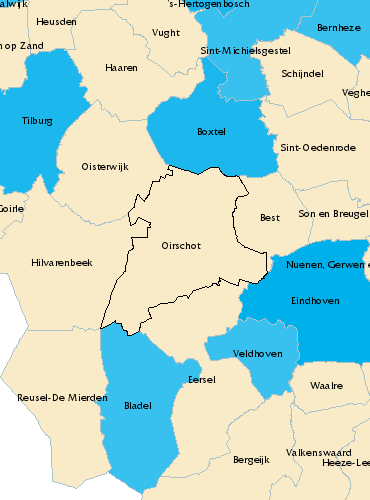 alwijk
's-Hertogenbosch
Heusden
Bernheze
Vught
n op Zand
Sint-Michielsgestel
Haaren
Schijndel
Veghe
Tilburg
Boxtel
Sint-Oedenrode
Oisterwijk
Goirle
Best
Son en Breugel
Oirschot
Hilvarenbeek
Nuenen, Gerwen e
Eindhoven
Veldhoven
Eersel
Waalre
Reusel-De Mierden
Bladel
Valkenswaard
Bergeijk
Heeze-Lee